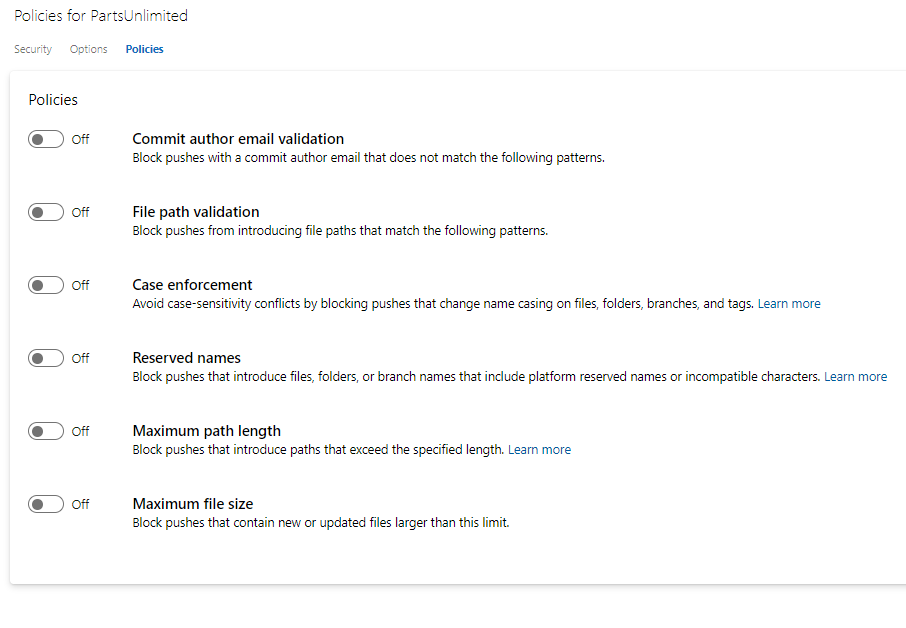 Policies for PartsUnlimited
Security Options Policies
Policies
Off Commit author email validation
Block pushes with a commit author email that does not match the following patterns.
Off File path validation
Block pushes from introducing file paths that match the following patterns.
Off Case enforcement
Avoid case-sensitivity conflicts by blocking pushes that change name casing on files, folders, branches, and tags. Learn more
Off Reserved names
Block pushes that introduce files, folders, or branch names that include platform reserved names or incompatible characters. Learn more
Off Maximum path length
Block pushes that introduce paths that exceed the specified length. Learn more
Off Maximum file size
Block pushes that contain new or updated files larger than this limit.